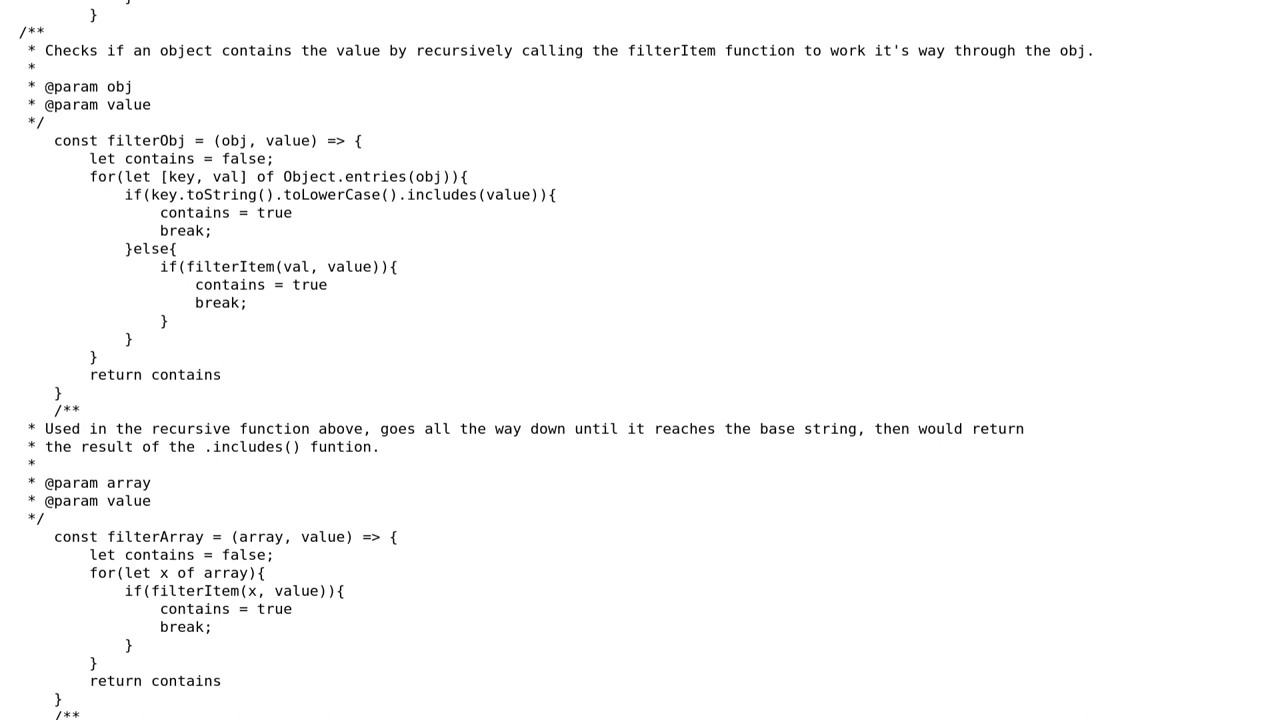 }
/**
 * Checks if an object contains the value by recursively calling the filterItem function to work it's way through the obj.
 *
 * @param obj
 * @param value
 */
    const filterObj = (obj, value) => {
        let contains = false;
        for(let [key, val] of Object.entries(obj)){
            if(key.toString().toLowerCase().includes(value)){
                contains = true
                break;
            }else{
                if(filterItem(val, value)){
                    contains = true
                    break;
                }
            }
        }
        return contains
    }
    /**
 * Used in the recursive function above, goes all the way down until it reaches the base string, then would return
 * the result of the .includes() funtion.
 *
 * @param array
 * @param value
 */
    const filterArray = (array, value) => {
        let contains = false;
        for(let x of array){
            if(filterItem(x, value)){
                contains = true
                break;
            }
        }
        return contains
    }
    /**